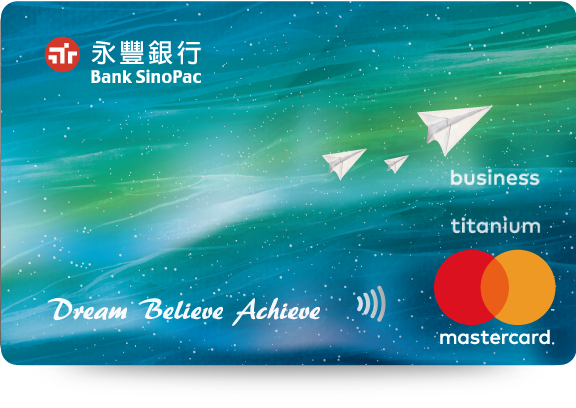 永豐銀行
Bank SinoPac
business
titanium
Dream Believe Achieve
mastercard.